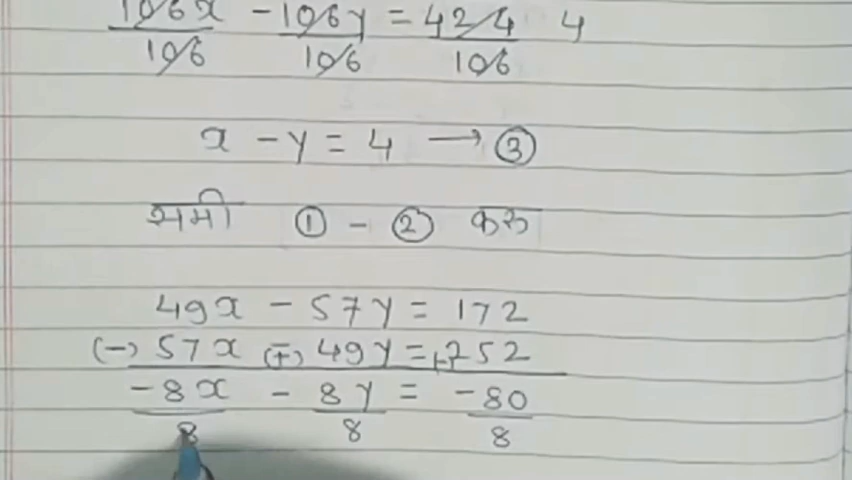 106x - 106y = 424 4
106 106 106
x - y = 4 → ③
समी ① - ② करू
49x - 57y = 172
(-) 57x (∓) 49y = 252
-8x - 8y = -80
8 8 8